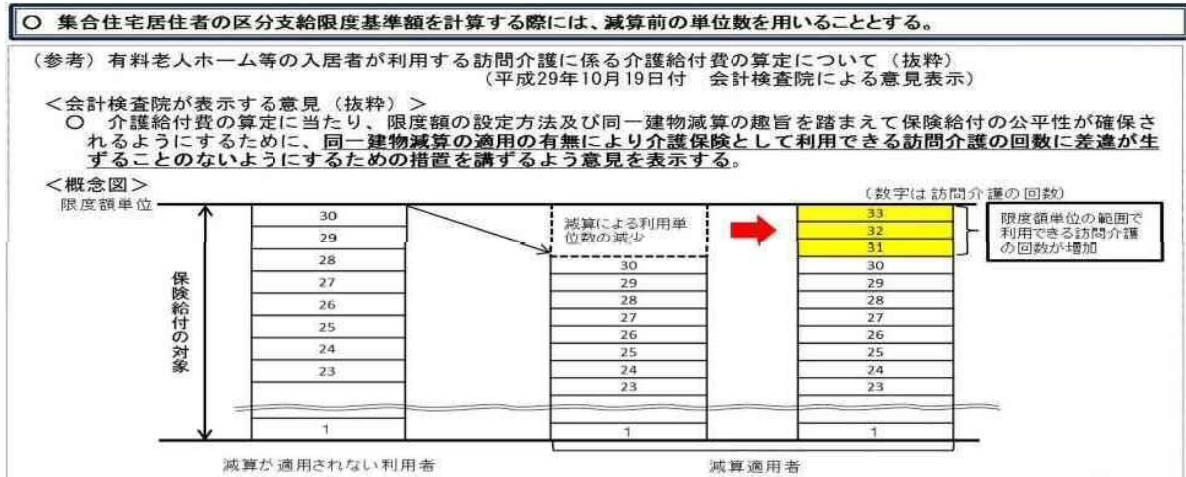 ○　集合住宅居住者の区分支給限度基準額を計算する際には、減算前の単位数を用いることとする。
（参考）有料老人ホーム等の入居者が利用する訪問介護に係る介護給付費の算定について（抜粋）
（平成29年10月19日付　会計検査院による意見表示）
＜会計検査院が表示する意見（抜粋）＞
○　介護給付費の算定に当たり、限度額の設定方法及び同一建物減算の趣旨を踏まえて保険給付の公平性が確保さ
れるようにするために、同一建物減算の適用の有無により介護保険として利用できる訪問介護の回数に差違が生
ずることのないようにするための措置を講ずるよう意見を表示する。
＜概念図＞
（数字は訪問介護の回数）
限度額単位
保険給付の対象
30
29
28
27
26
25
24
23
1
減算による利用単
位数の減少
30
29
28
27
26
25
24
23
1
33
32
31
30
29
28
27
26
25
24
23
1
限度額単位の範囲で
利用できる訪問介護
の回数が増加
減算が適用されない利用者
減算適用者